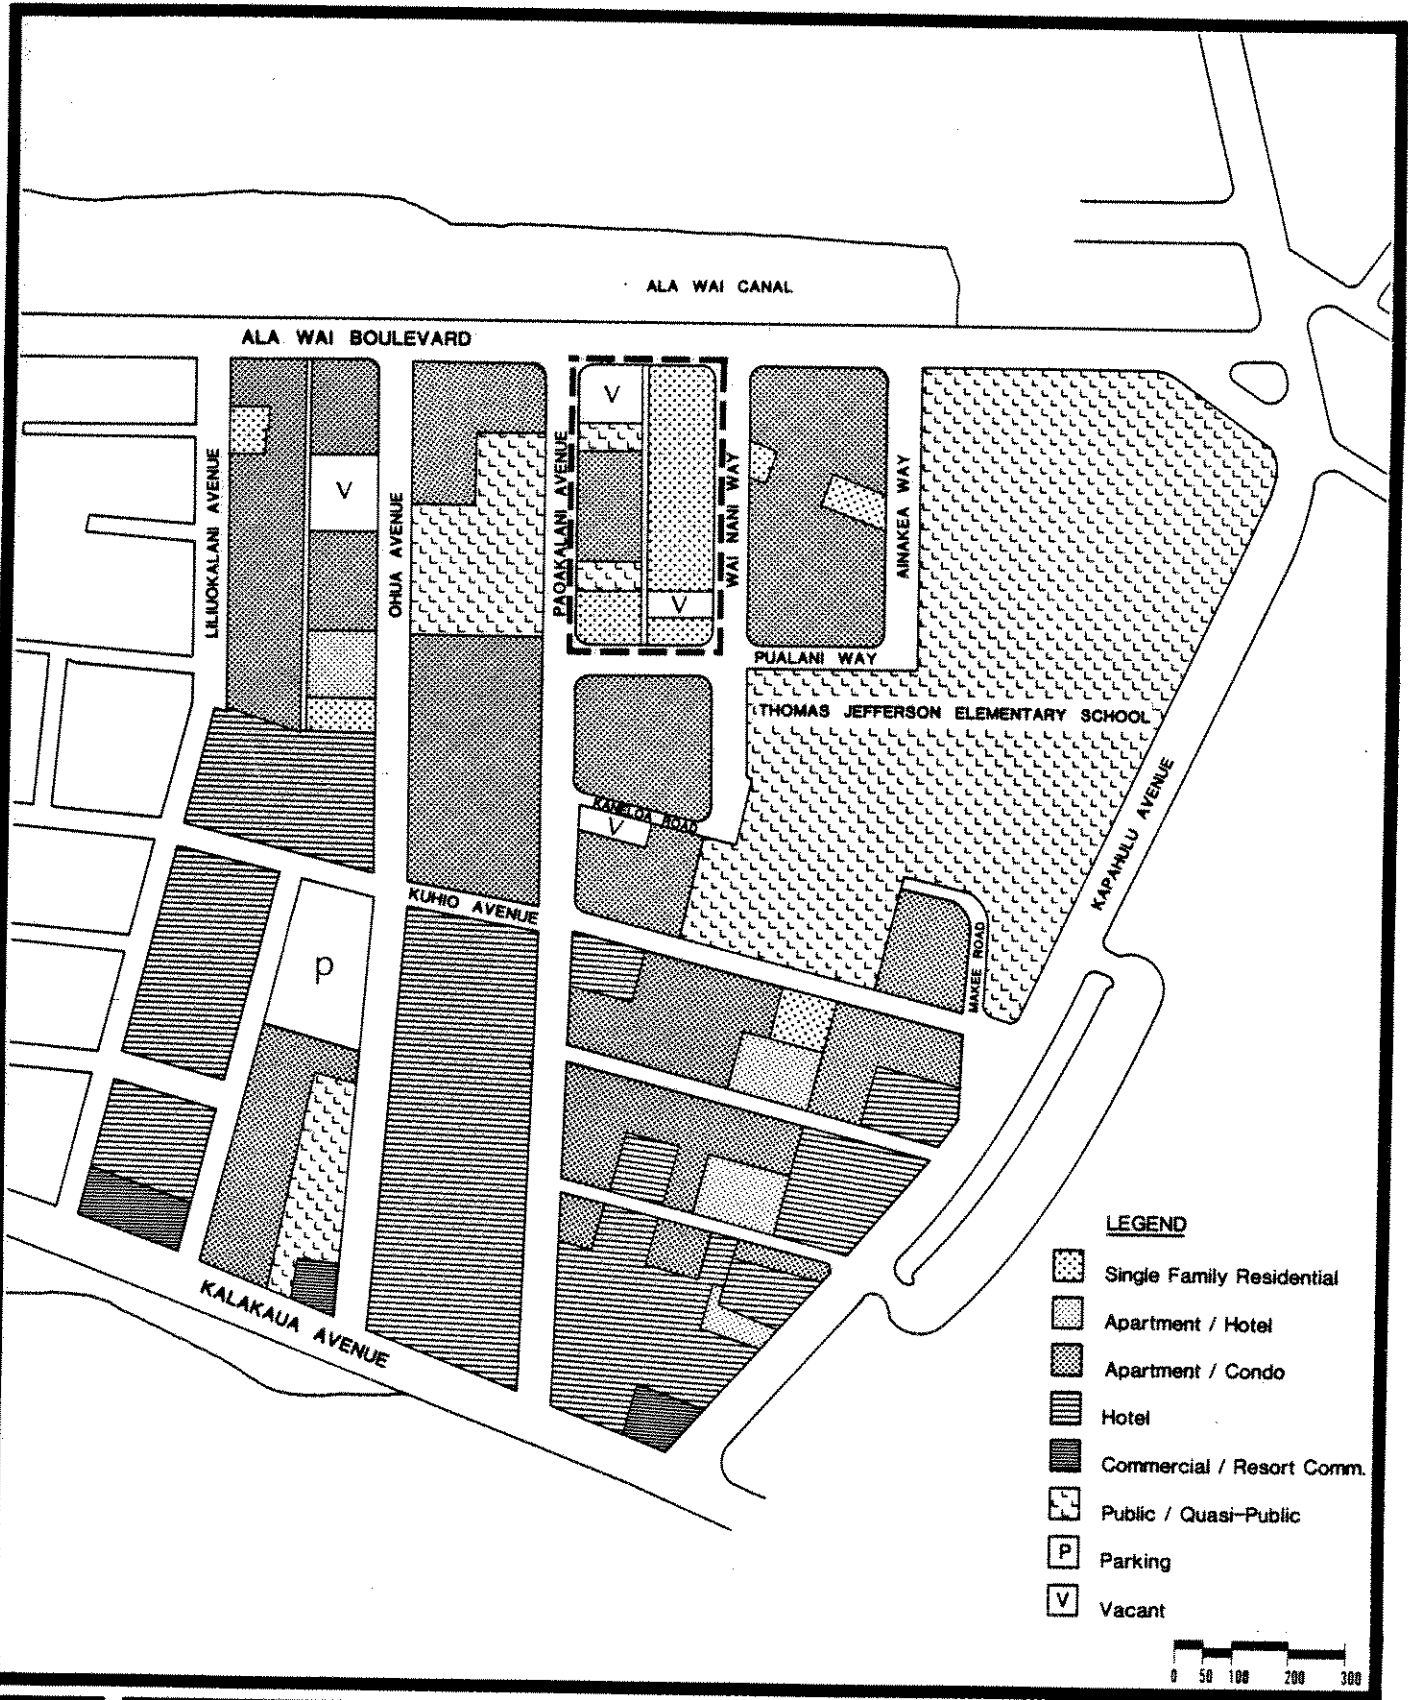 ALA WAI CANAL
ALA WAI BOULEVARD
V
V
LILIUOKALANI AVENUE
OHUA AVENUE
PAOAKALANI AVENUE
WAI NANI WAY
AINAKEA WAY
V
PUALANI WAY
THOMAS JEFFERSON ELEMENTARY SCHOOL
KANELOA ROAD
V
KAPAHULU AVENUE
KUHIO AVENUE
MAKEE ROAD
P
KALAKAUA AVENUE
LEGEND
Single Family Residential
Apartment / Hotel
Apartment / Condo
Hotel
Commercial / Resort Comm.
Public / Quasi-Public
P Parking
V Vacant
0 50 100 200 300